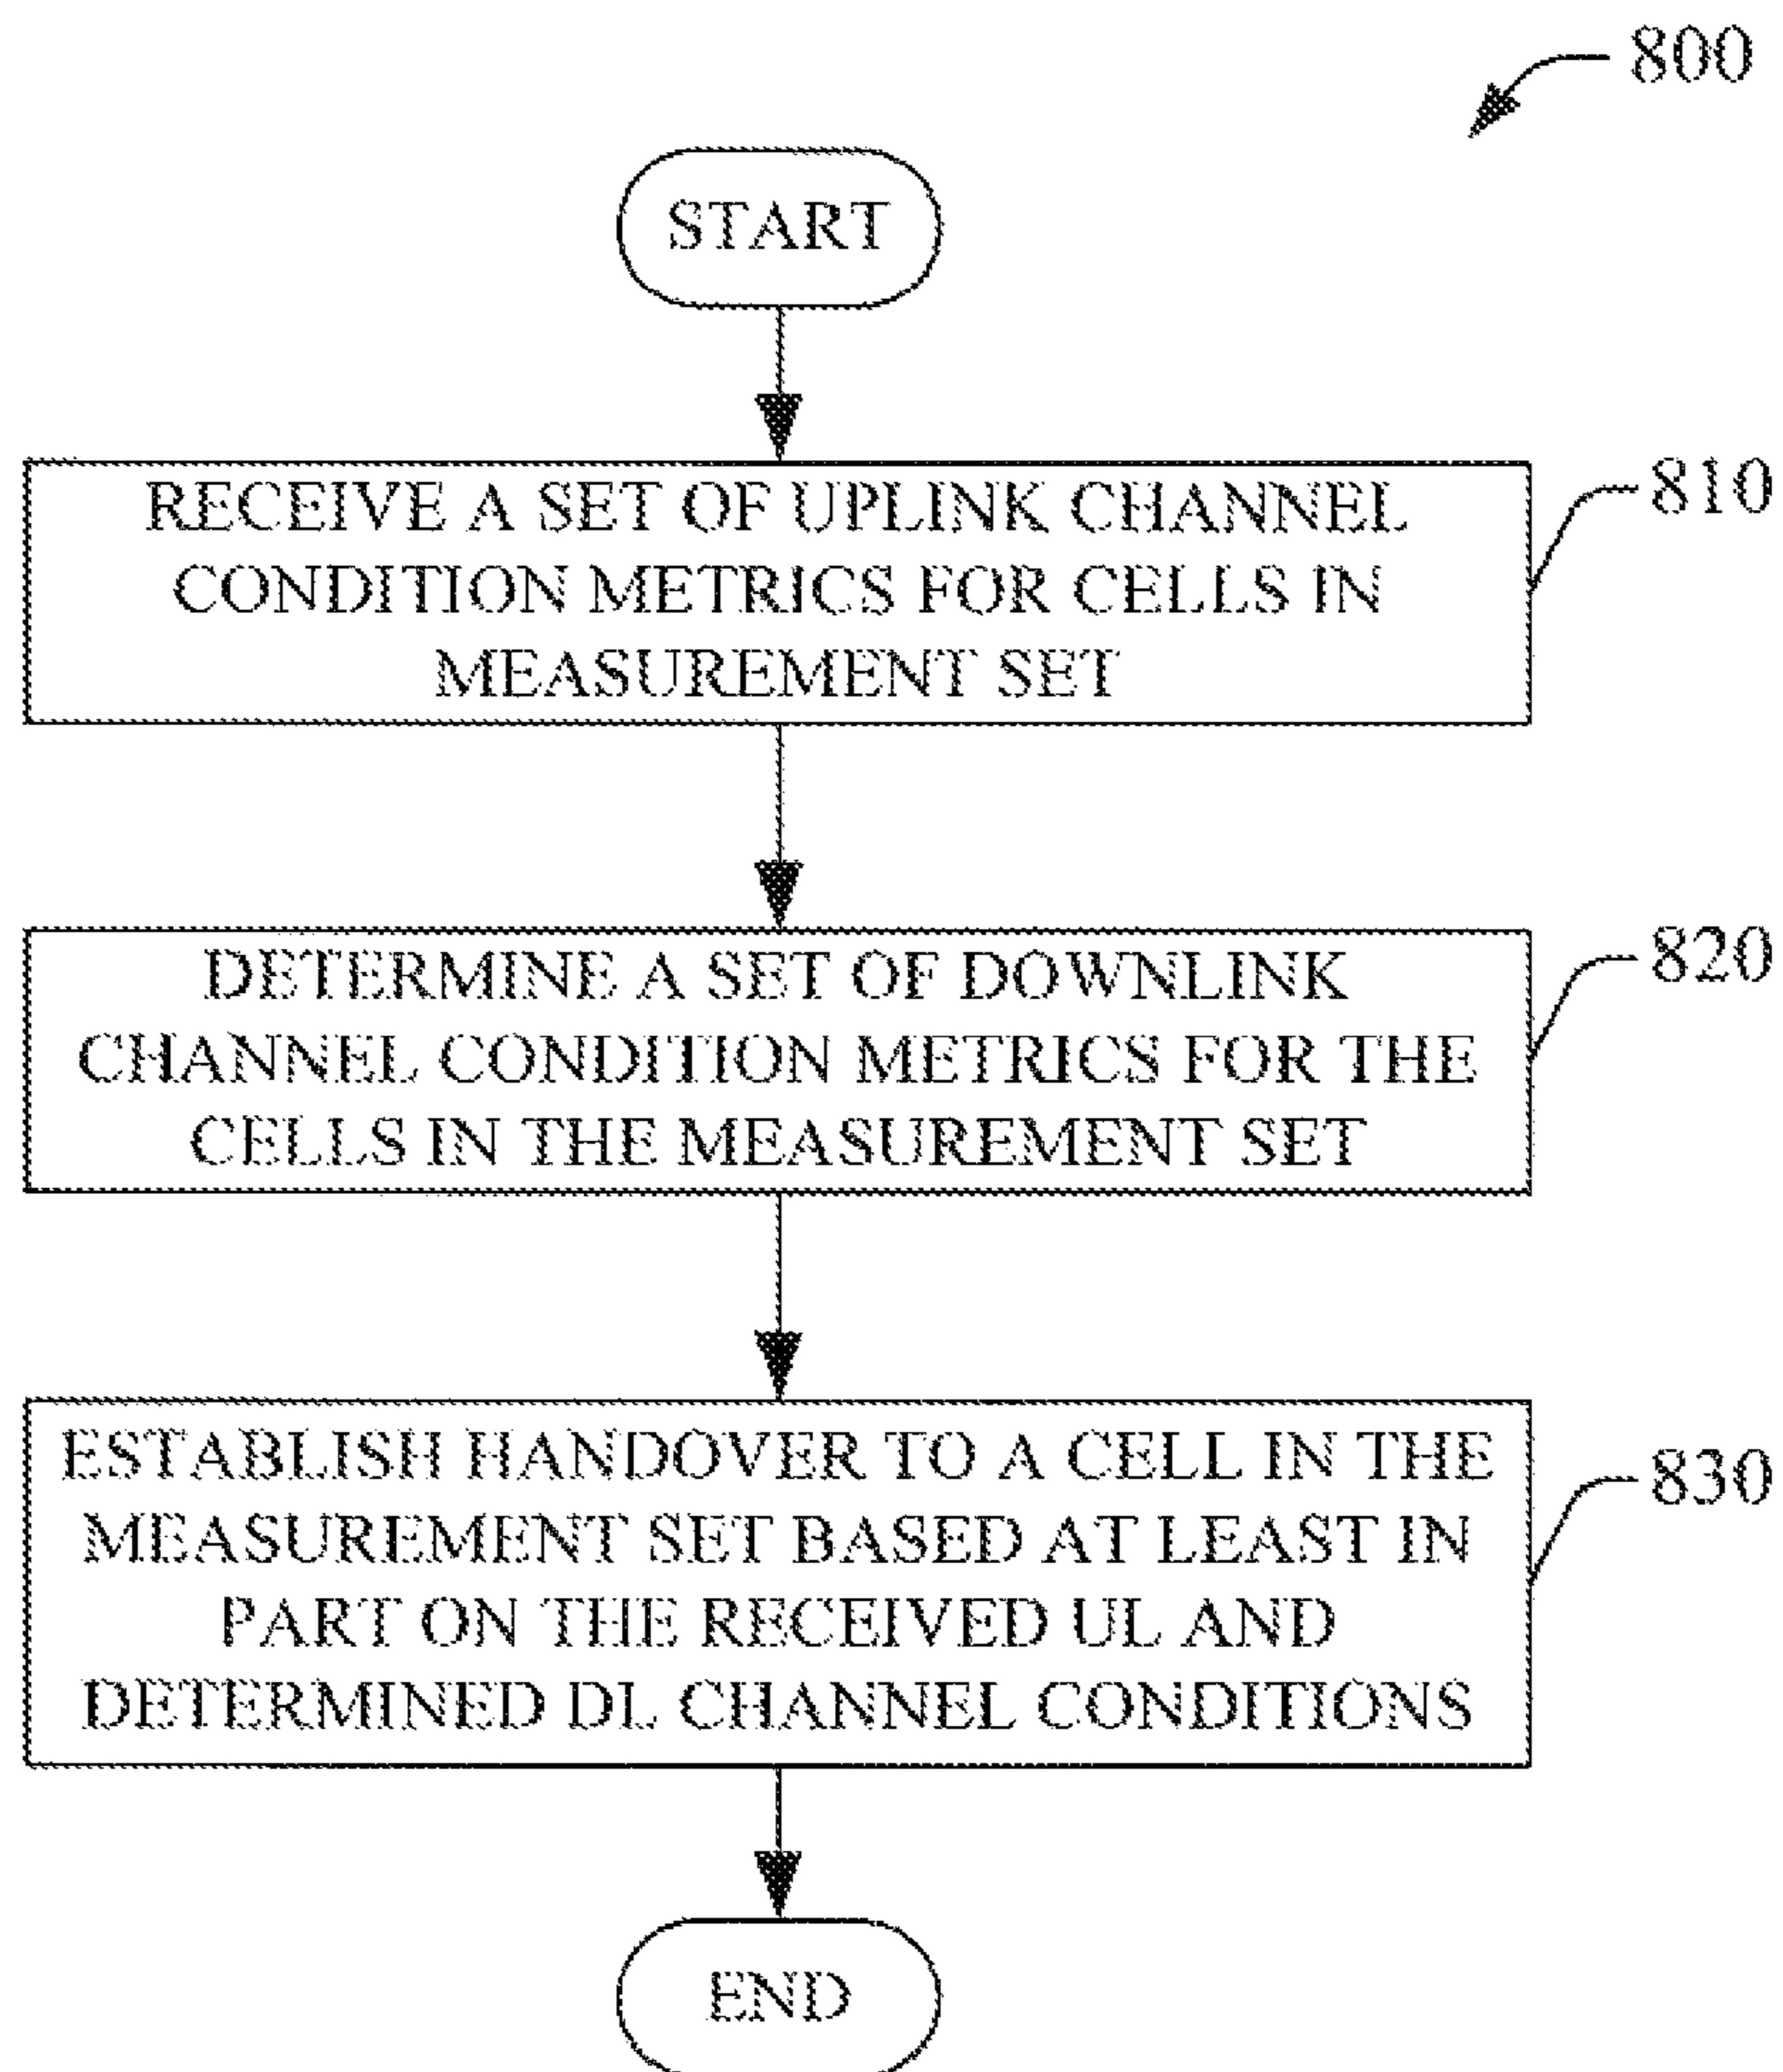 800
START
RECEIVE A SET OF UPLINK CHANNEL
CONDITION METRICS FOR CELLS IN
MEASUREMENT SET
810
DETERMINE A SET OF DOWNLINK
CHANNEL CONDITION METRICS FOR THE
CELLS IN THE MEASUREMENT SET
820
ESTABLISH HANDOVER TO A CELL IN THE
MEASUREMENT SET BASED AT LEAST IN
PART ON THE RECEIVED UL AND
DETERMINED DL CHANNEL CONDITIONS
830
END